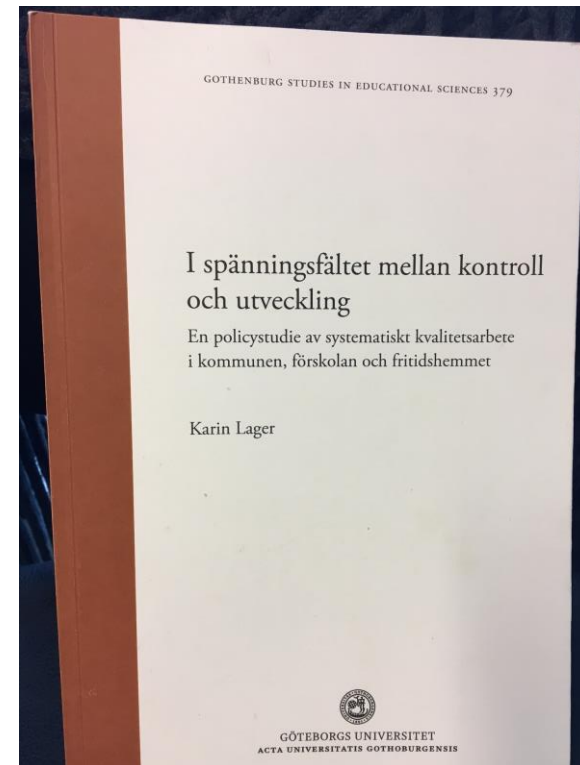 GOTHENBURG STUDIES IN EDUCATIONAL SCIENCES 379
I spänningsfältet mellan kontroll
och utveckling
En policystudie av systematiskt kvalitetsarbete
i kommunen, förskolan och fritidshemmet
Karin Lager
GÖTEBORGS UNIVERSITET
ACTA UNIVERSITATIS GOTHOBURGENSIS